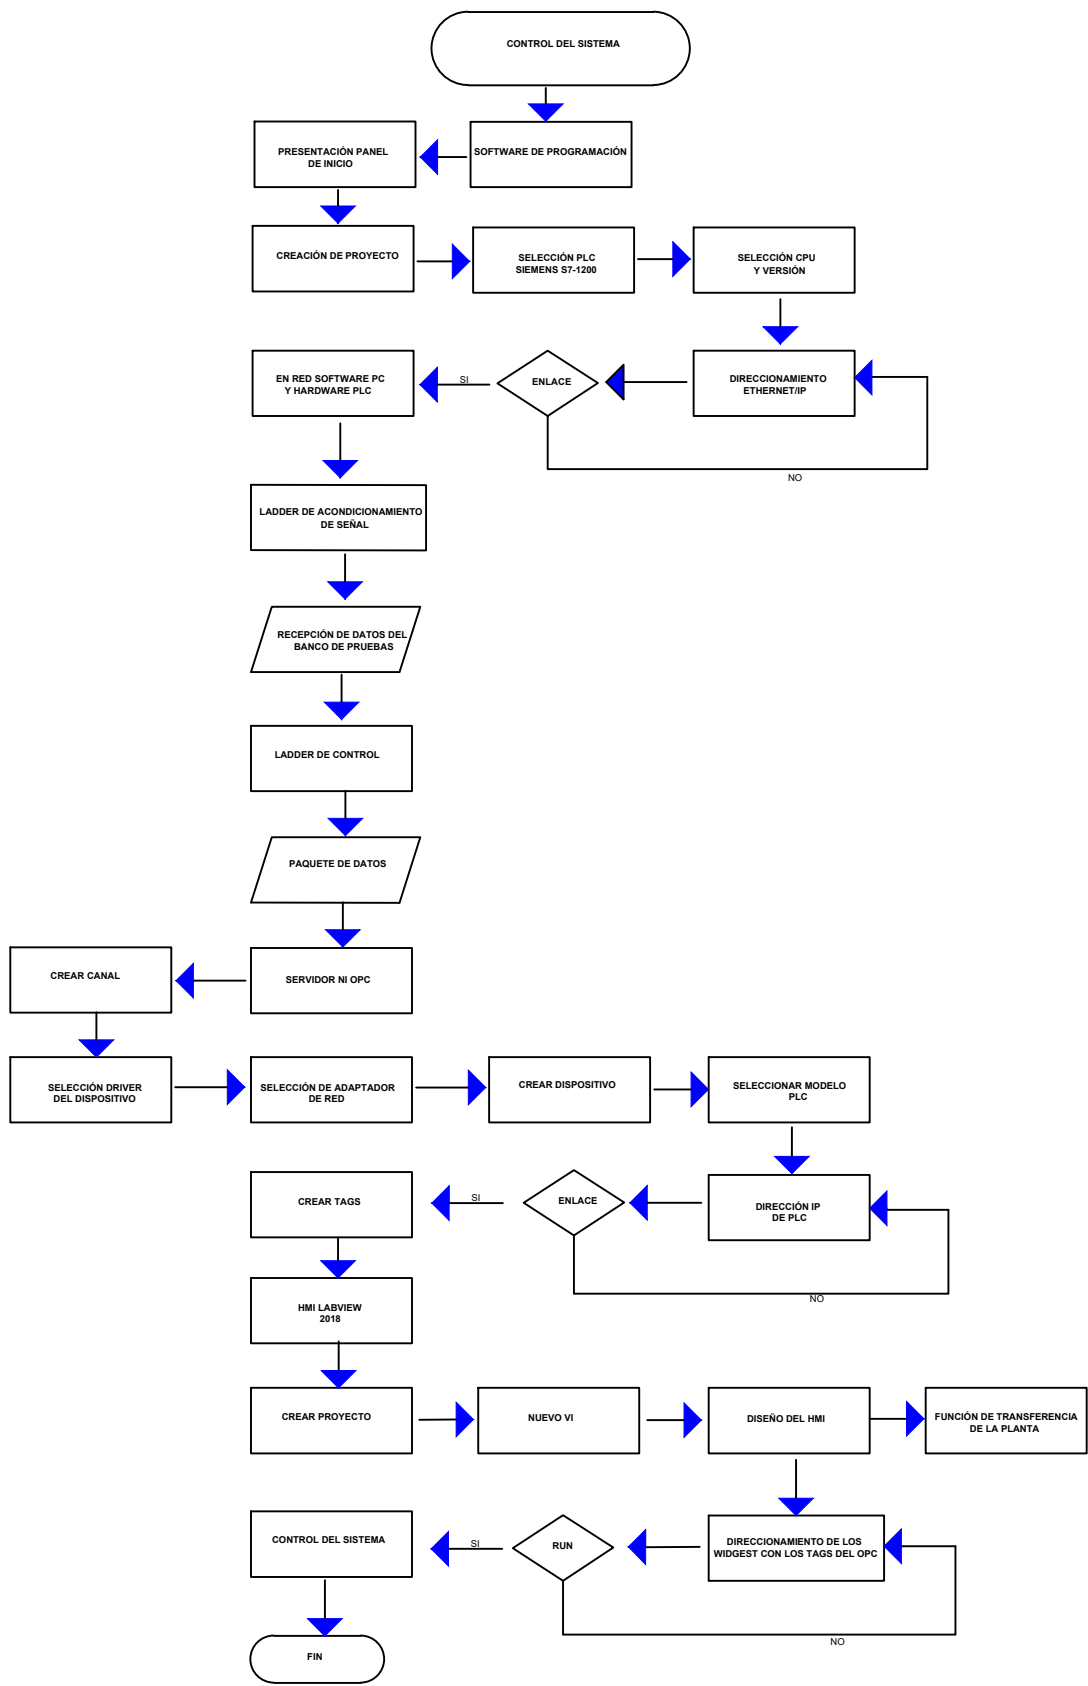 CONTROL DEL SISTEMA
SOFTWARE DE PROGRAMACIÓN
PRESENTACIÓN PANEL
DE INICIO
CREACIÓN DE PROYECTO
SELECCIÓN PLC
SIEMENS S7-1200
SELECCIÓN CPU
Y VERSIÓN
DIRECCIONAMIENTO
ETHERNET/IP
ENLACE
SI
NO
EN RED SOFTWARE PC
Y HARDWARE PLC
LADDER DE ACONDICIONAMIENTO
DE SEÑAL
RECEPCIÓN DE DATOS DEL
BANCO DE PRUEBAS
LADDER DE CONTROL
PAQUETE DE DATOS
SERVIDOR NI OPC
CREAR CANAL
SELECCIÓN DRIVER
DEL DISPOSITIVO
SELECCIÓN DE ADAPTADOR
DE RED
CREAR DISPOSITIVO
SELECCIONAR MODELO
PLC
DIRECCIÓN IP
DE PLC
ENLACE
SI
NO
CREAR TAGS
HMI LABVIEW
2018
CREAR PROYECTO
NUEVO VI
DISEÑO DEL HMI
FUNCIÓN DE TRANSFERENCIA
DE LA PLANTA
DIRECCIONAMIENTO DE LOS
WIDGEST CON LOS TAGS DEL OPC
RUN
SI
NO
CONTROL DEL SISTEMA
FIN